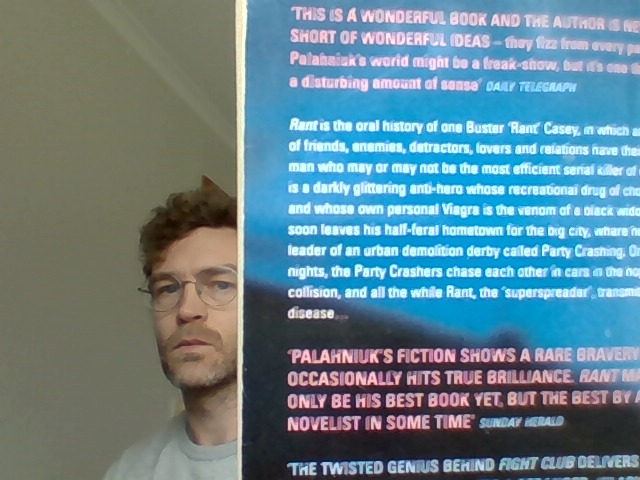 'THIS IS A WONDERFUL BOOK AND THE AUTHOR IS
SHORT OF WONDERFUL IDEAS – they fizz from every
Palahniuk's world might be a freak-show, but it's one
a disturbing amount of sense' DAILY TELEGRAPH
Rant is the oral history of one Buster 'Rant' Casey, in which
of friends, enemies, detractors, lovers and relations have their
man who may or may not be the most efficient serial killer of
is a darkly glittering anti-hero whose recreational drug of
and whose own personal Viagra is the venom of a black
soon leaves his half-feral hometown for the big city, where
leader of an urban demolition derby called Party Crashing.
nights, the Party Crashers chase each other in cars in the
collision, and all the while Rant, the 'superspreader',
disease...
'PALAHNIUK'S FICTION SHOWS A RARE BRAVERY
OCCASIONALLY HITS TRUE BRILLIANCE. RANT
ONLY BE HIS BEST BOOK YET, BUT THE BEST BY
NOVELIST IN SOME TIME' SUNDAY HERALD
'THE TWISTED GENIUS BEHIND FIGHT CLUB DELIVERS